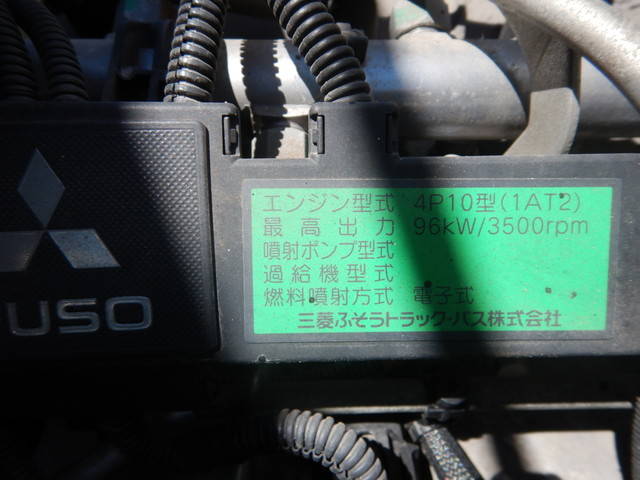 USO
エンジン型式 4P10型(1AT2)
最高出力 96kW/3500rpm
噴射ポンプ型式
過給機型式
燃料噴射方式 電子式
三菱ふそうトラック・バス株式会社